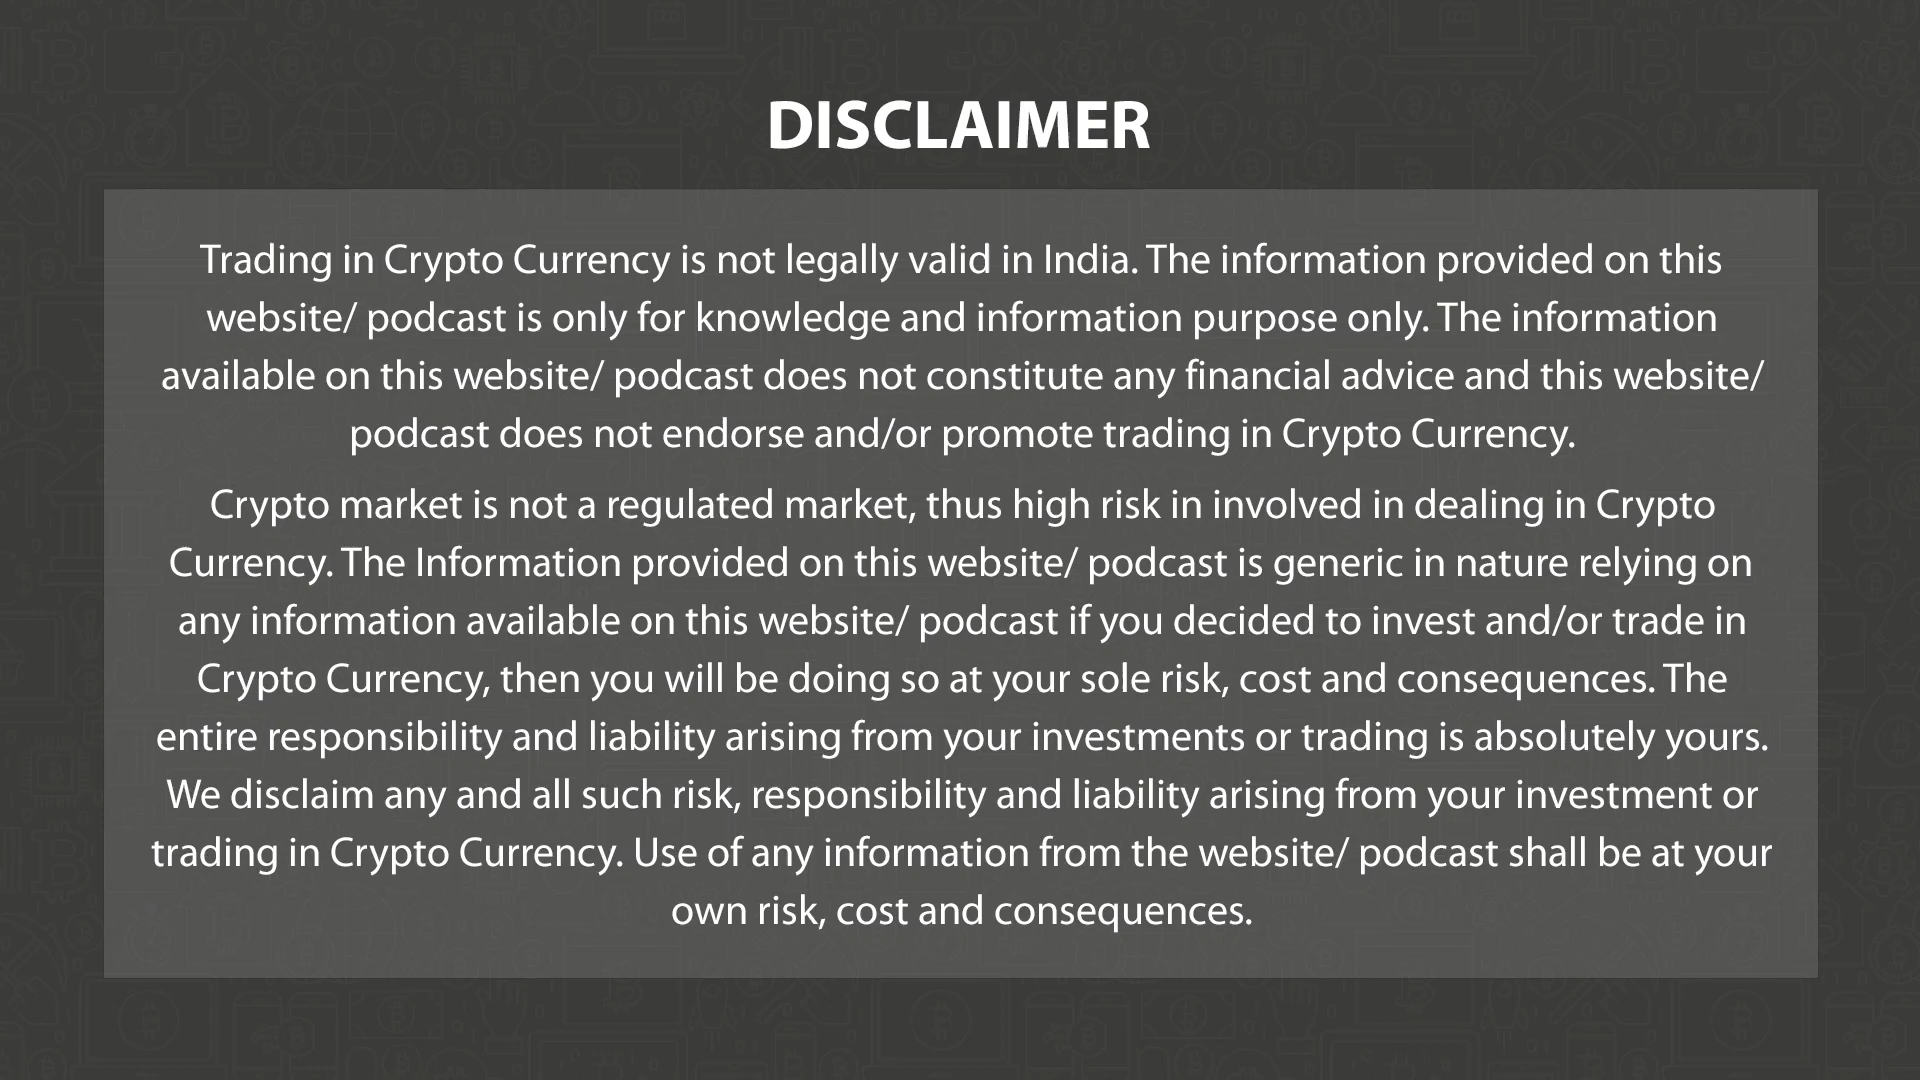 DISCLAIMER
Trading in Crypto Currency is not legally valid in India. The information provided on this
website/ podcast is only for knowledge and information purpose only. The information
available on this website/ podcast does not constitute any financial advice and this website/
podcast does not endorse and/or promote trading in Crypto Currency.
Crypto market is not a regulated market, thus high risk in involved in dealing in Crypto
Currency. The Information provided on this website/ podcast is generic in nature relying on
any information available on this website/ podcast if you decided to invest and/or trade in
Crypto Currency, then you will be doing so at your sole risk, cost and consequences. The
entire responsibility and liability arising from your investments or trading is absolutely yours.
We disclaim any and all such risk, responsibility and liability arising from your investment or
trading in Crypto Currency. Use of any information from the website/ podcast shall be at your
own risk, cost and consequences.